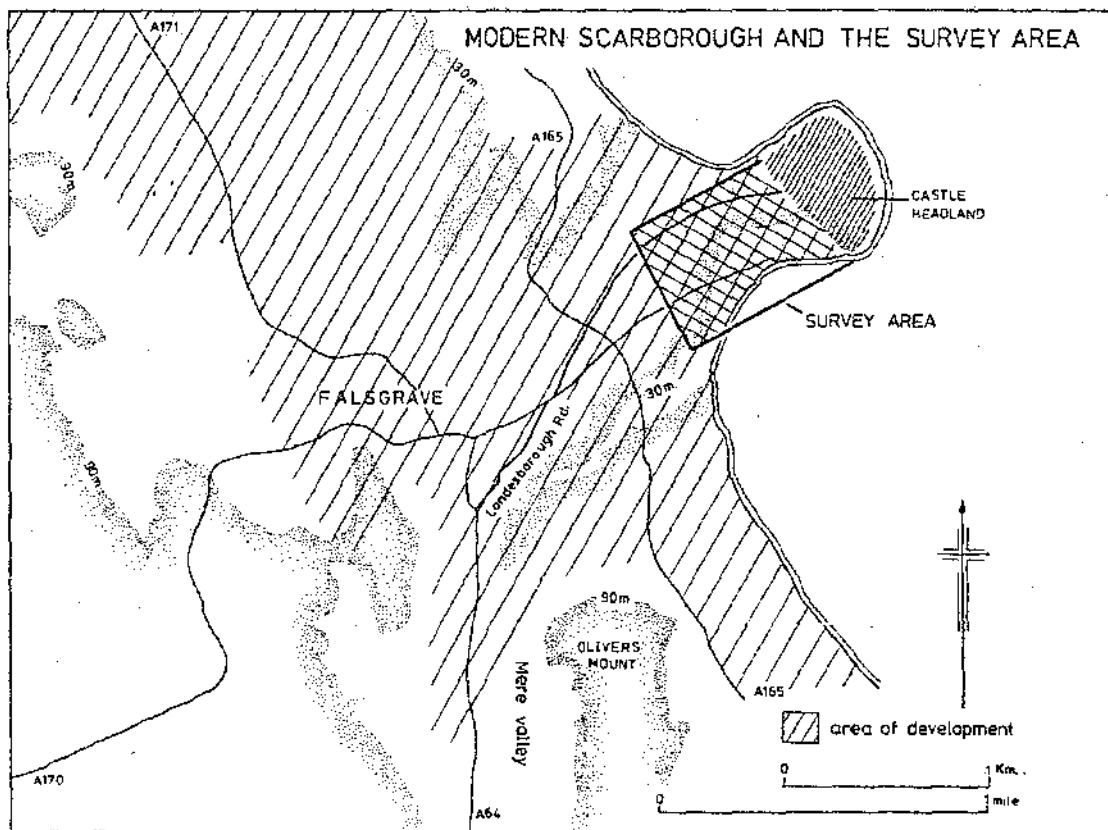 MODERN SCARBOROUGH AND THE SURVEY AREA
A171
30m
A165
30m
CASTLE
HEADLAND
SURVEY AREA
FALSGRAVE
30m
Londesborough Rd.
90m
90m
OLIVERS
MOUNT
Mere valley
A165
area of development
A170
A64
0
1
Km.
0
1
mile